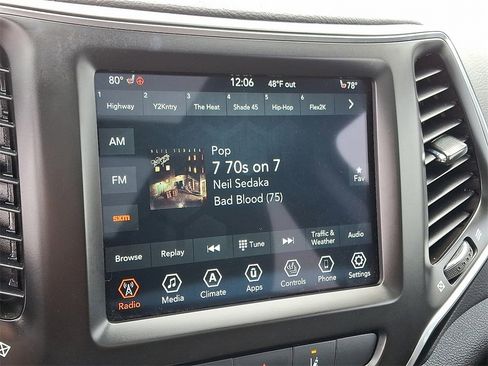 80° 12:06 48°F out 78°
1 2 3 4 5 6
Highway Y2Kntry The Heat Shade 45 Hip-Hop Flex2K
AM
FM
sxm
NEIL SEDAKA
Pop
7 70s on 7
Neil Sedaka
Bad Blood (75)
Fav
Browse Replay Tune Traffic & Weather Audio
Radio Media Climate Apps Controls Phone Settings